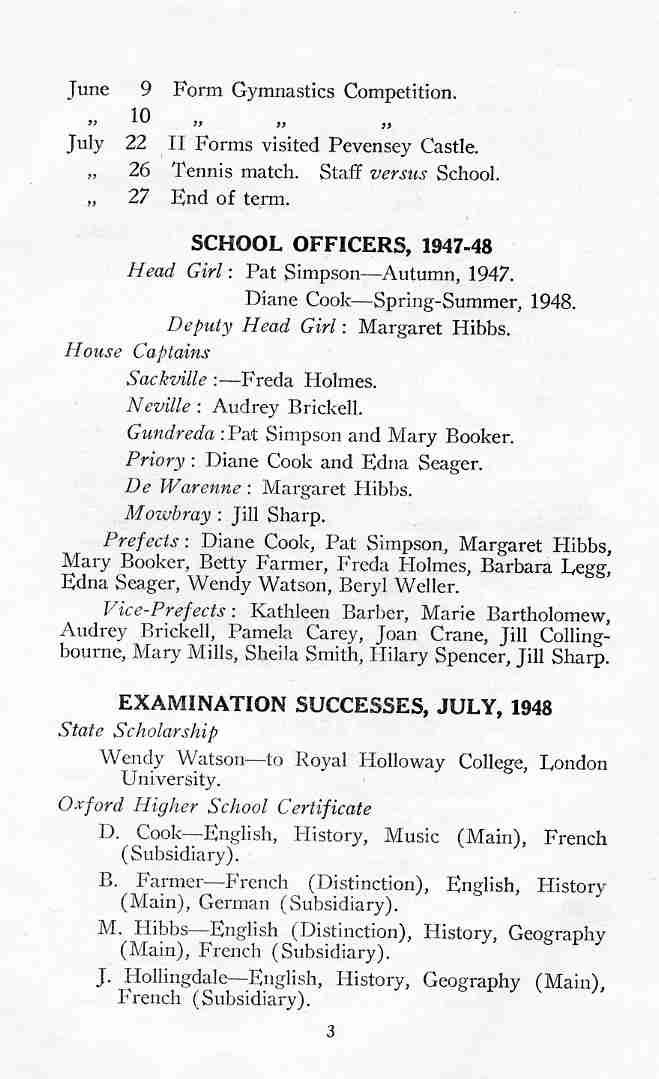 June 9 Form Gymnastics Competition.
„ 10 „ „ „
July 22 II Forms visited Pevensey Castle.
„ 26 Tennis match. Staff versus School.
„ 27 End of term.
SCHOOL OFFICERS, 1947-48
Head Girl : Pat Simpson—Autumn, 1947.
Diane Cook—Spring-Summer, 1948.
Deputy Head Girl : Margaret Hibbs.
House Captains
Sackville :—Freda Holmes.
Neville : Audrey Brickell.
Gundreda :Pat Simpson and Mary Booker.
Priory : Diane Cook and Edna Seager.
De Warenne : Margaret Hibbs.
Mowbray : Jill Sharp.
Prefects : Diane Cook, Pat Simpson, Margaret Hibbs,
Mary Booker, Betty Farmer, Freda Holmes, Barbara Legg,
Edna Seager, Wendy Watson, Beryl Weller.
Vice-Prefects : Kathleen Barber, Marie Bartholomew,
Audrey Brickell, Pamela Carey, Joan Crane, Jill Colling-
bourne, Mary Mills, Sheila Smith, Hilary Spencer, Jill Sharp.
EXAMINATION SUCCESSES, JULY, 1948
State Scholarship
Wendy Watson—to Royal Holloway College, London
University.
Oxford Higher School Certificate
D. Cook—English, History, Music (Main), French
(Subsidiary).
B. Farmer—French (Distinction), English, History
(Main), German (Subsidiary).
M. Hibbs—English (Distinction), History, Geography
(Main), French (Subsidiary).
J. Hollingdale—English, History, Geography (Main),
French (Subsidiary).
3